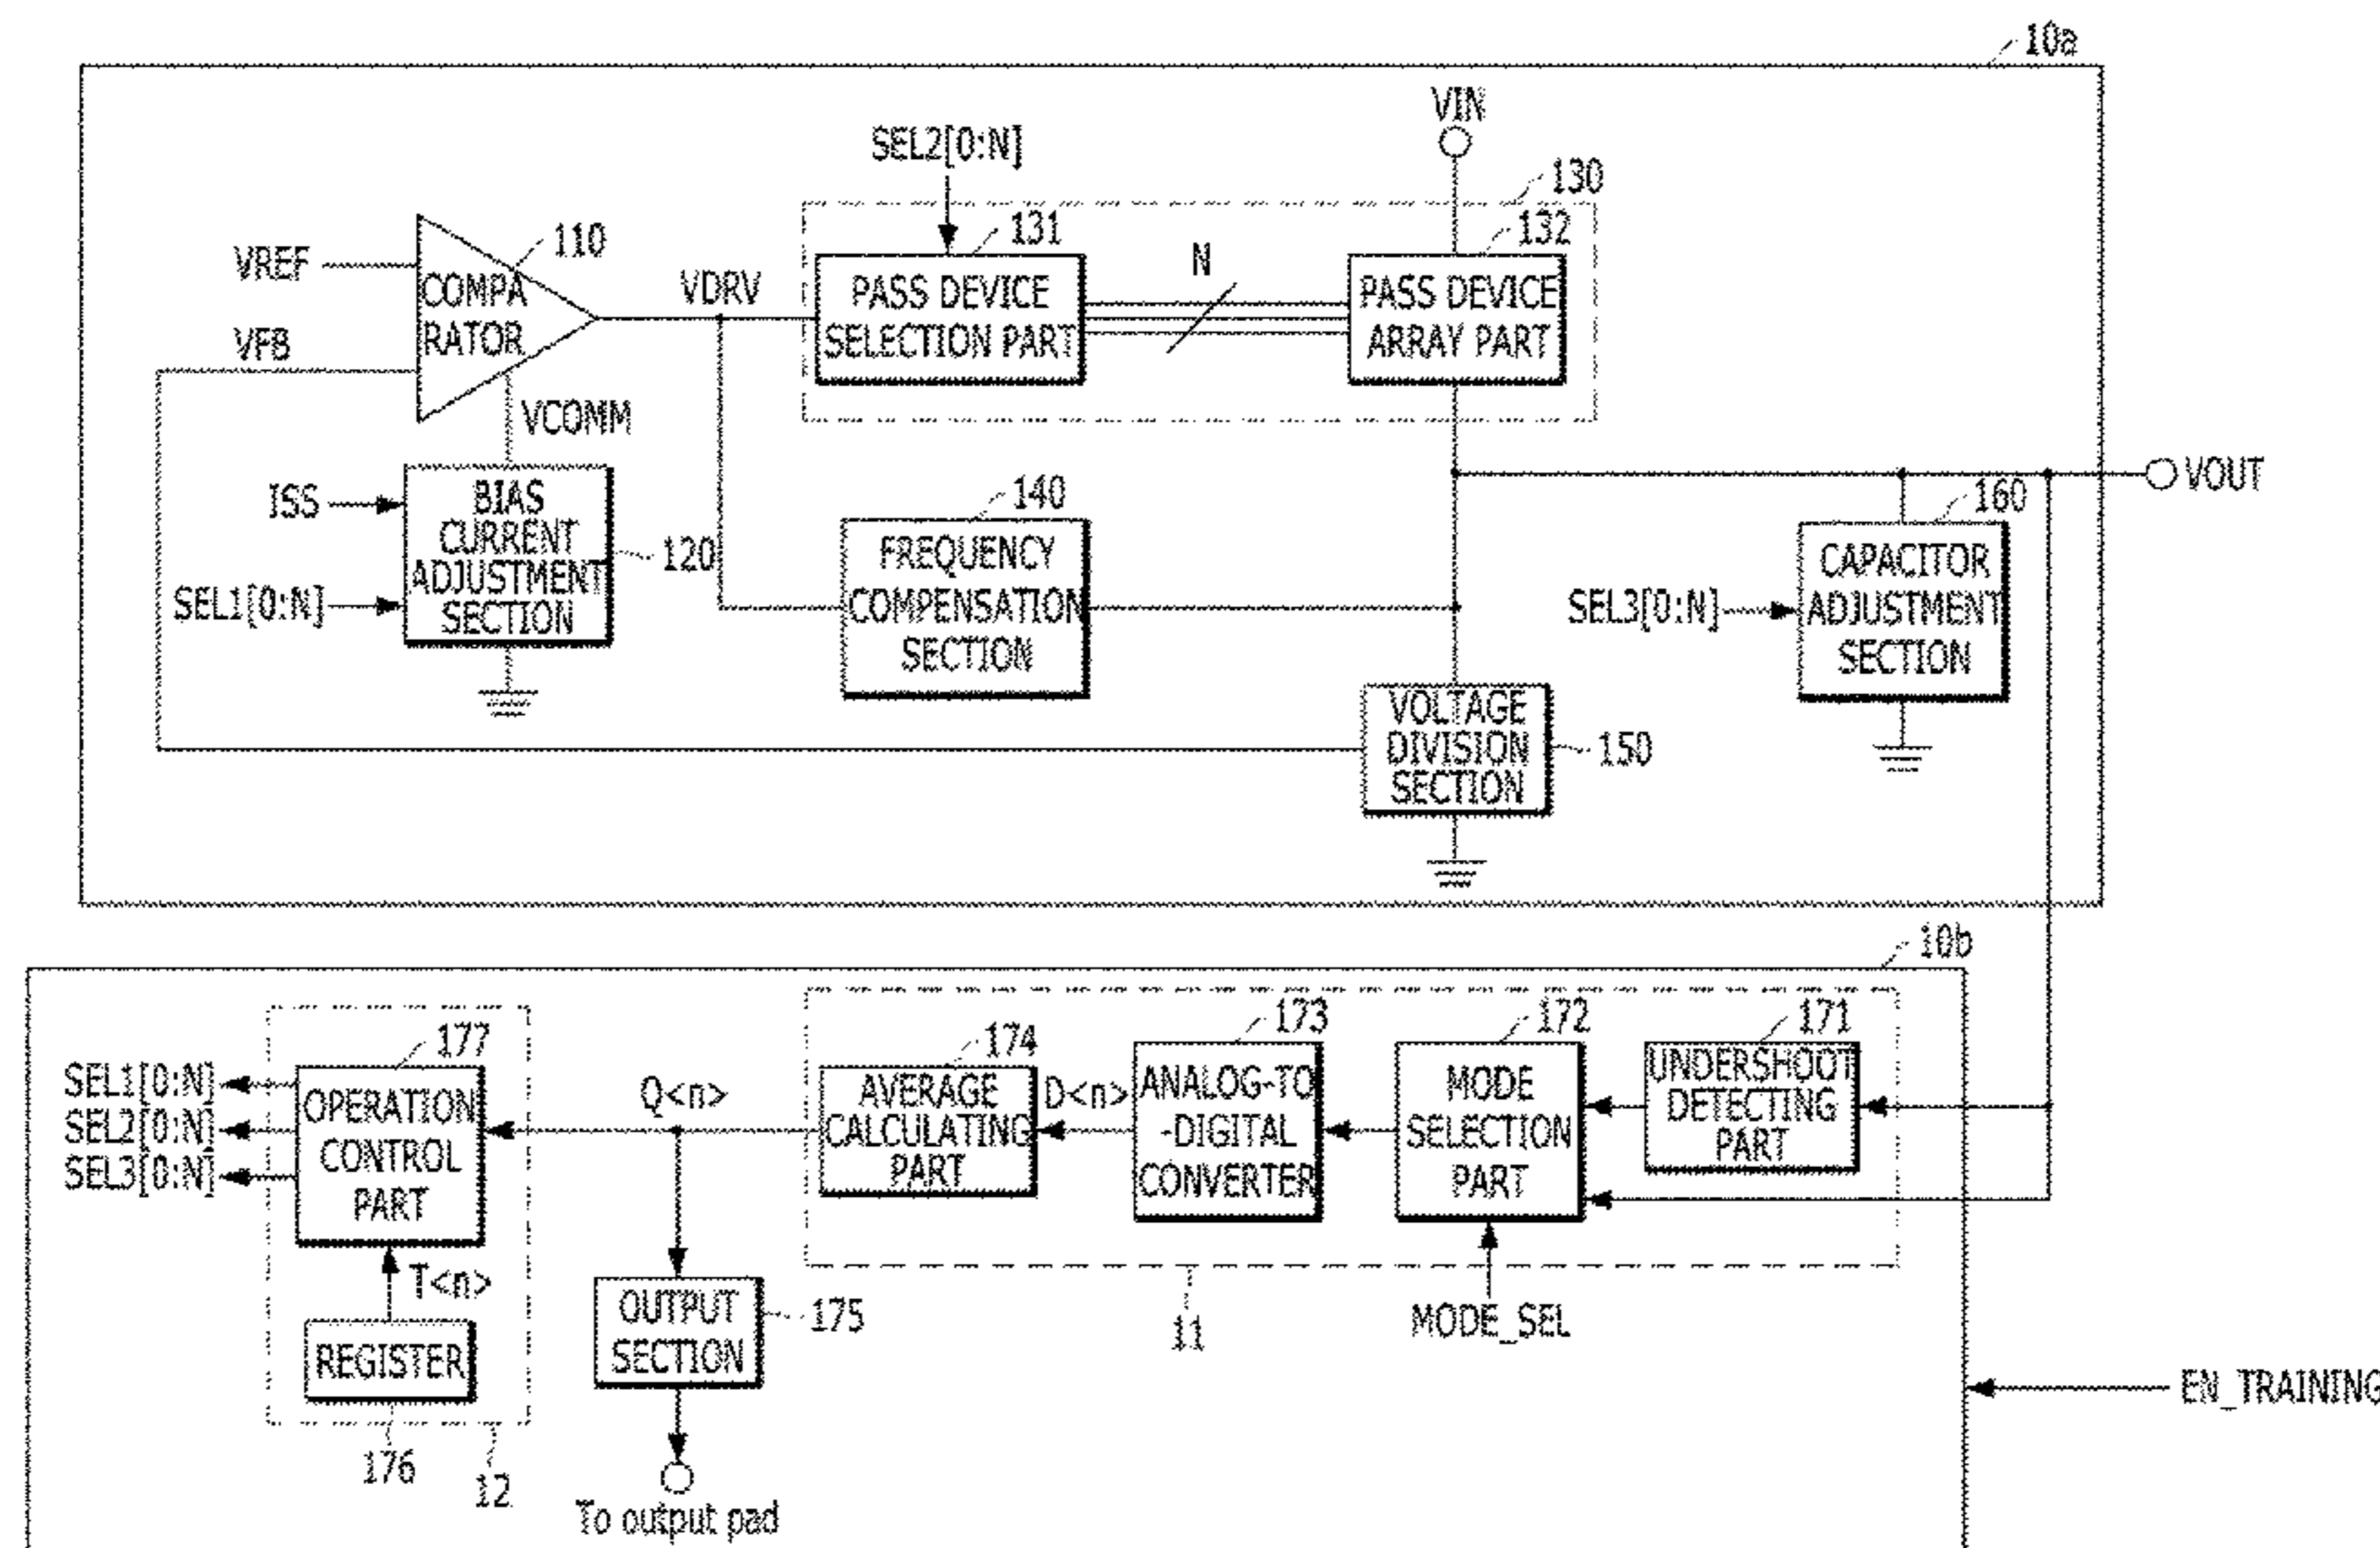 10a
VIN
SEL2[0:N]
130
131
132
110
VREF
COMPA
RATOR
VDRV
PASS DEVICE
SELECTION PART
N
PASS DEVICE
ARRAY PART
VFB
VCOMM
ISS
SEL1[0:N]
BIAS
CURRENT
ADJUSTMENT
SECTION
120
140
FREQUENCY
COMPENSATION
SECTION
VOUT
160
SEL3[0:N]
CAPACITOR
ADJUSTMENT
SECTION
VOLTAGE
DIVISION
SECTION
150
10b
177
174
173
172
171
SEL1[0:N]
SEL2[0:N]
SEL3[0:N]
OPERATION
CONTROL
PART
Q<n>
AVERAGE
CALCULATING
PART
D<n>
ANALOG-TO
-DIGITAL
CONVERTER
MODE
SELECTION
PART
UNDERSHOOT
DETECTING
PART
T<n>
REGISTER
176
12
OUTPUT
SECTION
175
11
MODE_SEL
EN_TRAINING
To output pad